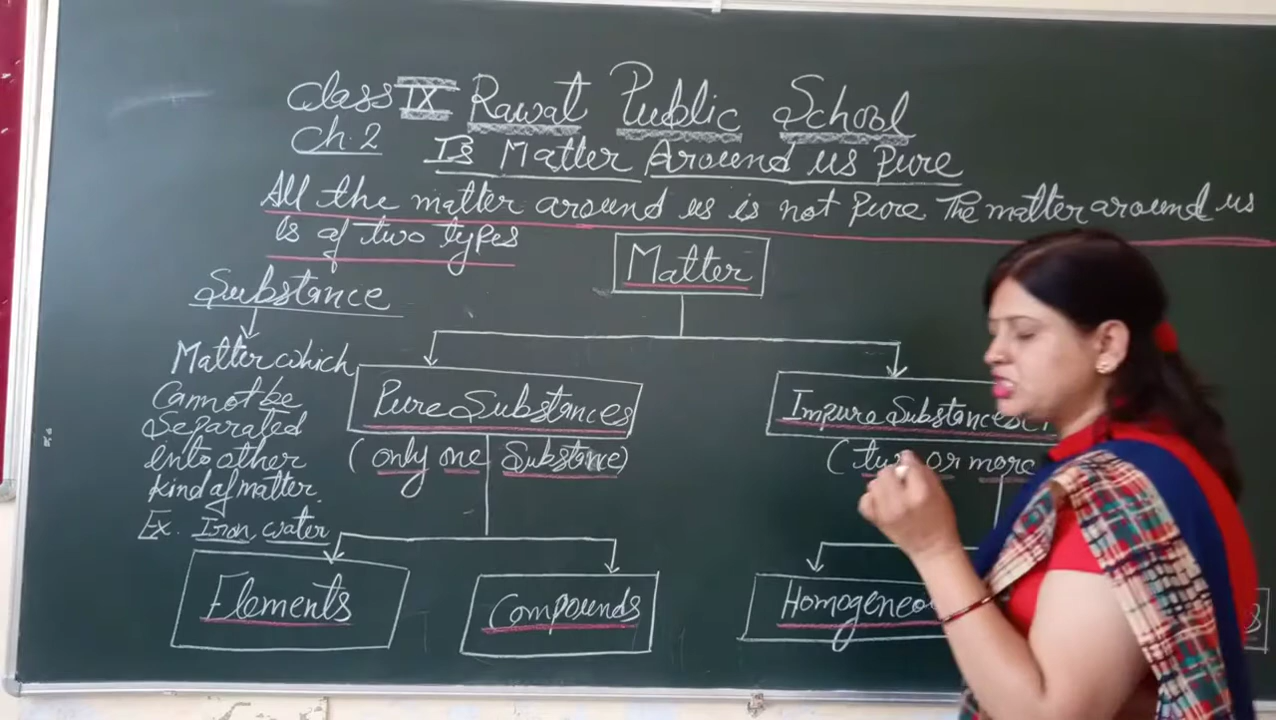 Class IX Rawat Public School
Ch. 2 Is Matter Around us Pure
All the matter around us is not Pure The matter around us
is of two types
Matter
Substance
Matter which
Cannot be
Separated
into other
kind of matter.
Ex. Iron, water
Pure Substances
(only one Substance)
Impure Substances
(two or more
Elements
Compounds